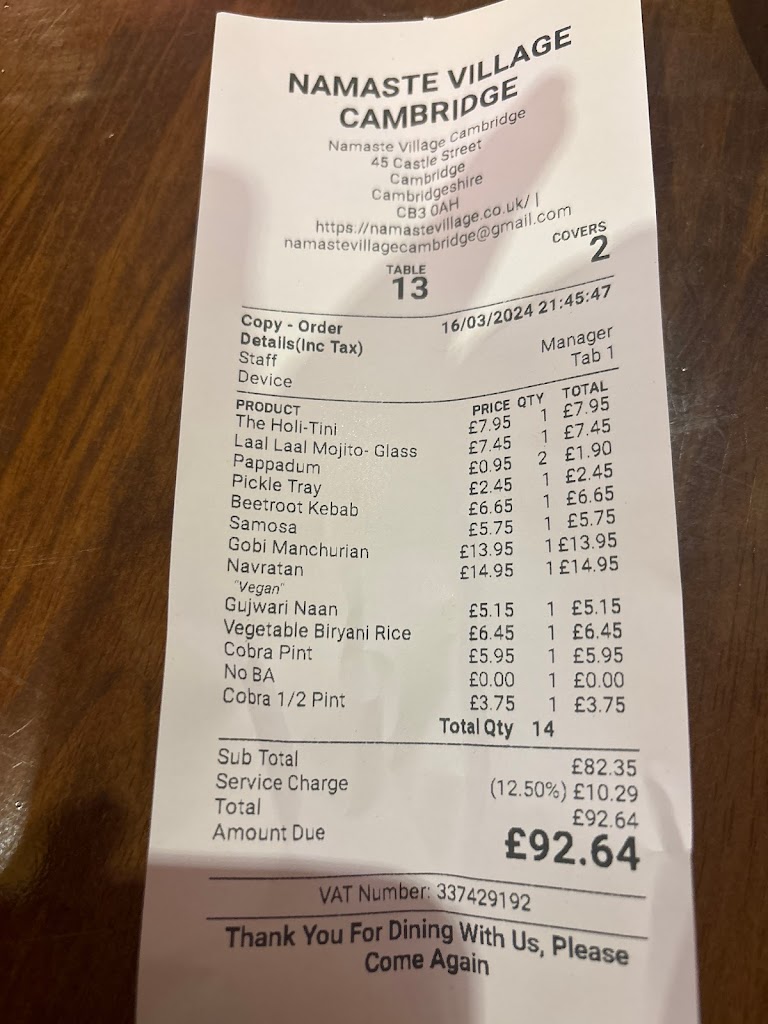 NAMASTE VILLAGE
CAMBRIDGE
Namaste Village Cambridge
45 Castle Street
Cambridge
Cambridgeshire
CB3 0AH
https://namastevillage.co.uk/ |
namastevillagecambridge@gmail.com
TABLE COVERS
13 2
Copy - Order 16/03/2024 21:45:47
Details(Inc Tax)
Staff Manager
Device Tab 1
PRODUCT PRICE QTY TOTAL
The Holi-Tini £7.95 1 £7.95
Laal Laal Mojito- Glass £7.45 1 £7.45
Pappadum £0.95 2 £1.90
Pickle Tray £2.45 1 £2.45
Beetroot Kebab £6.65 1 £6.65
Samosa £5.75 1 £5.75
Gobi Manchurian £13.95 1 £13.95
Navratan £14.95 1 £14.95
"Vegan"
Gujwari Naan £5.15 1 £5.15
Vegetable Biryani Rice £6.45 1 £6.45
Cobra Pint £5.95 1 £5.95
No BA £0.00 1 £0.00
Cobra 1/2 Pint £3.75 1 £3.75
Total Qty 14
Sub Total £82.35
Service Charge (12.50%) £10.29
Total £92.64
Amount Due £92.64
VAT Number: 337429192
Thank You For Dining With Us, Please
Come Again